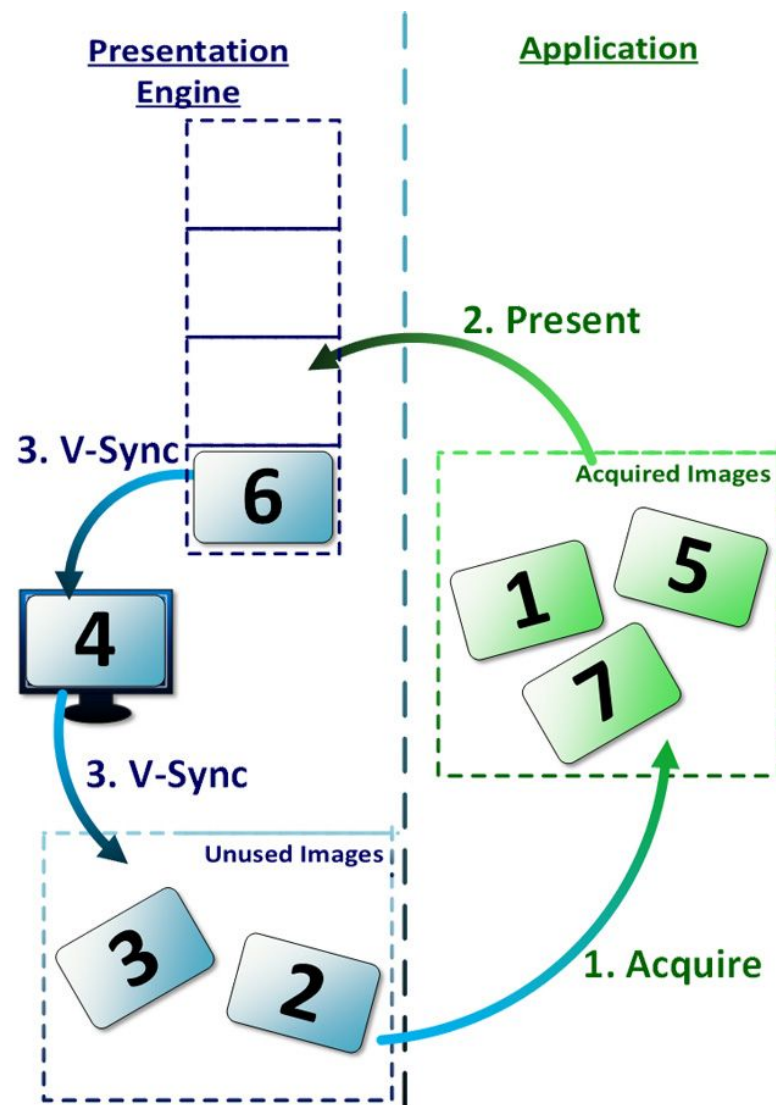 Presentation
Engine
Application
2. Present
3. V-Sync
6
Acquired Images
1
5
7
4
3. V-Sync
Unused Images
3
2
1. Acquire